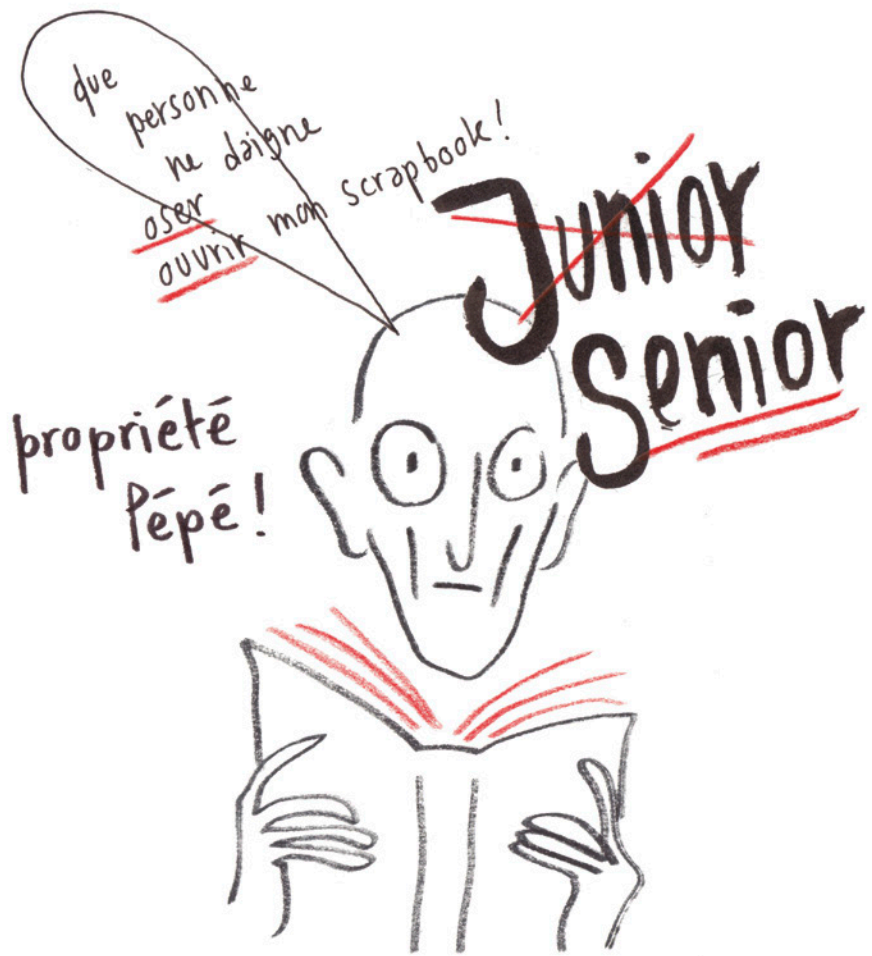 que
personne
ne daigne
oser
ouvrir mon scrapbook!
Junior
Senior
propriété
Pépé!